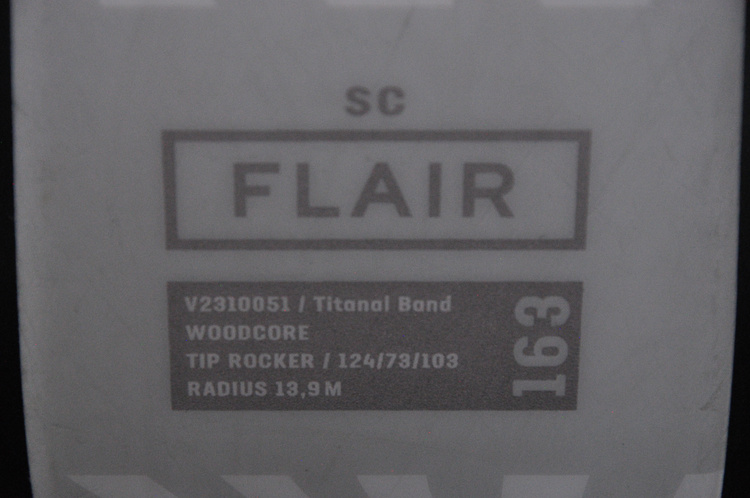 SC
FLAIR
V2310051 / Titanal Band
WOODCORE
TIP ROCKER / 124/73/103
RADIUS 13,9 M
163